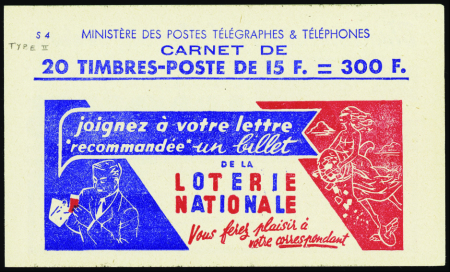 S 4
MINISTÈRE DES POSTES TÉLÉGRAPHES & TÉLÉPHONES
TYPE II
CARNET DE
20 TIMBRES-POSTE DE 15 F. = 300 F.
joignez à votre lettre
"recommandée" un billet
DE LA
LOTERIE
NATIONALE
Vous ferez plaisir à
votre correspondant